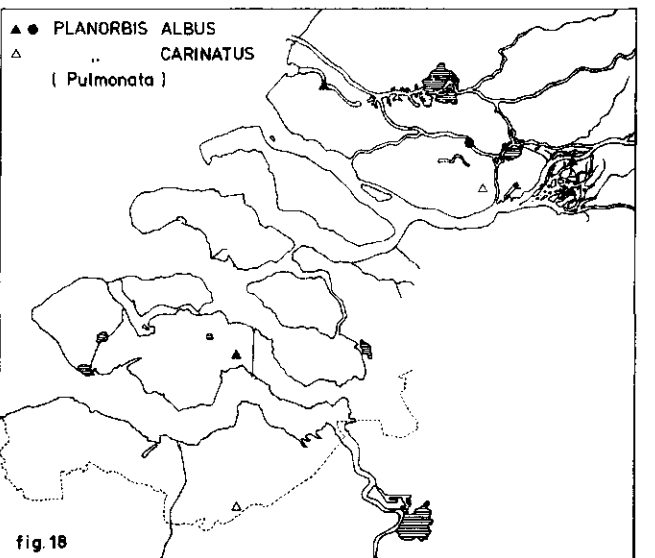 ▲ ● PLANORBIS ALBUS
△ „ CARINATUS
( Pulmonata )
fig. 18